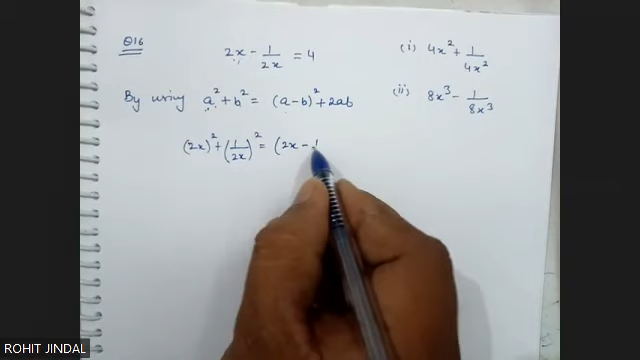 Q16
2x - 1/2x = 4
(i) 4x² + 1/4x²
By using a² + b² = (a-b)² + 2ab
(ii) 8x³ - 1/8x³
(2x)² + (1/2x)² = (2x - 1
ROHIT JINDAL